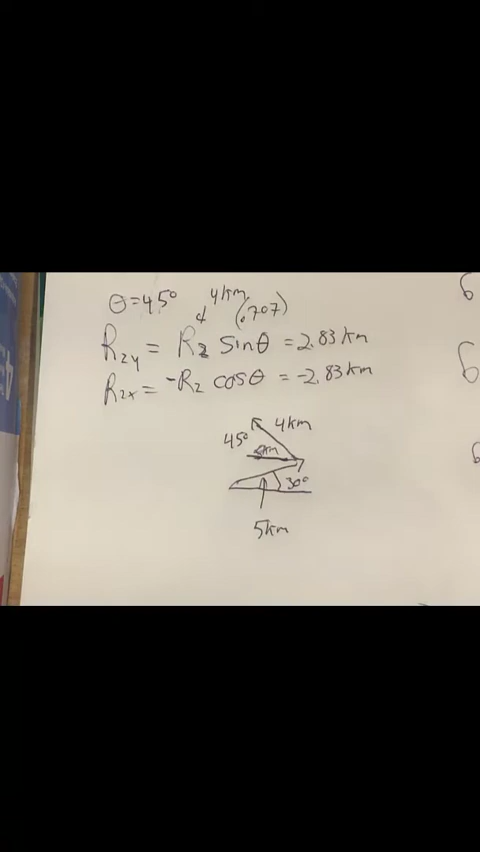 θ=45° 4km
(.707)
R2y = R2 sinθ = 2.83 km
R2x = -R2 cosθ = -2.83 km
45° 4km
30°
5km